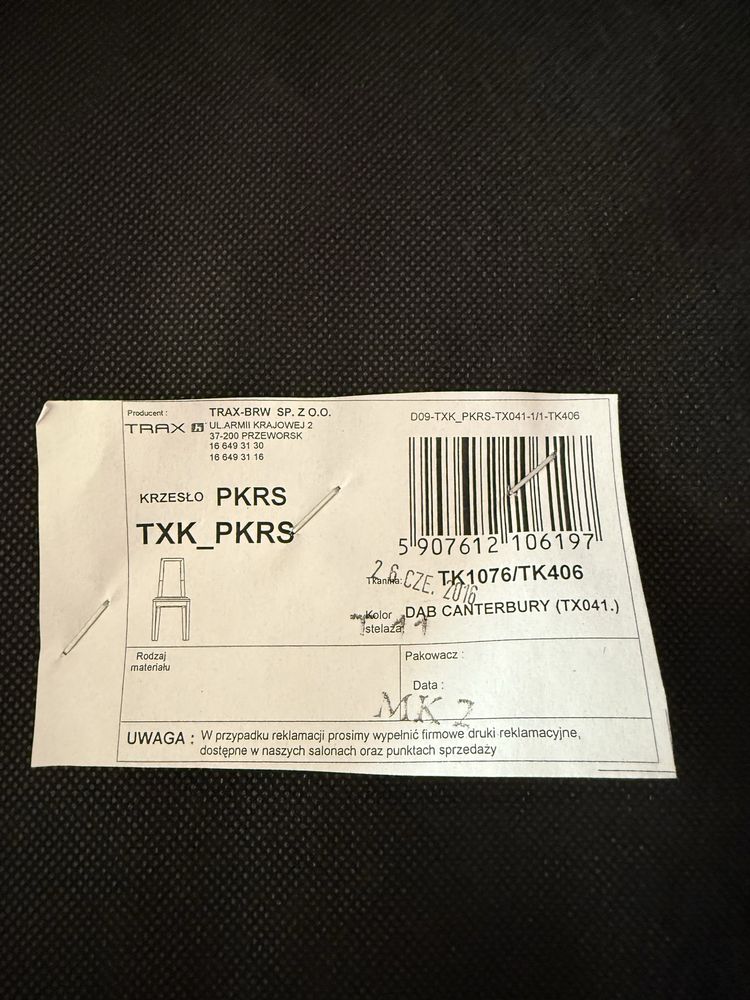 Producent :
TRAX-BRW SP. Z O.O.
TRAX
UL.ARMII KRAJOWEJ 2
37-200 PRZEWORSK
16 649 31 30
16 649 31 16
D09-TXK_PKRS-TX041-1/1-TK406
5 907612 106197
KRZESŁO PKRS
TXK_PKRS
26 CZE. 2016
Tkanina: TK1076/TK406
Kolor stelaża: DAB CANTERBURY (TX041.)
11
Rodzaj
materiału
Pakowacz :
Data :
MK 2
UWAGA : W przypadku reklamacji prosimy wypełnić firmowe druki reklamacyjne,
dostępne w naszych salonach oraz punktach sprzedaży